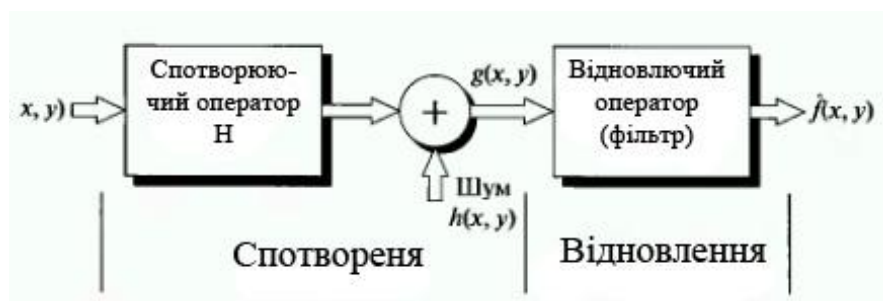 x, y)
Спотворюю-
чий оператор
Н
+
g(x, y)
Шум
h(x, y)
Відновлючий
оператор
(фільтр)
f̂(x, y)
Спотвореня
Відновлення